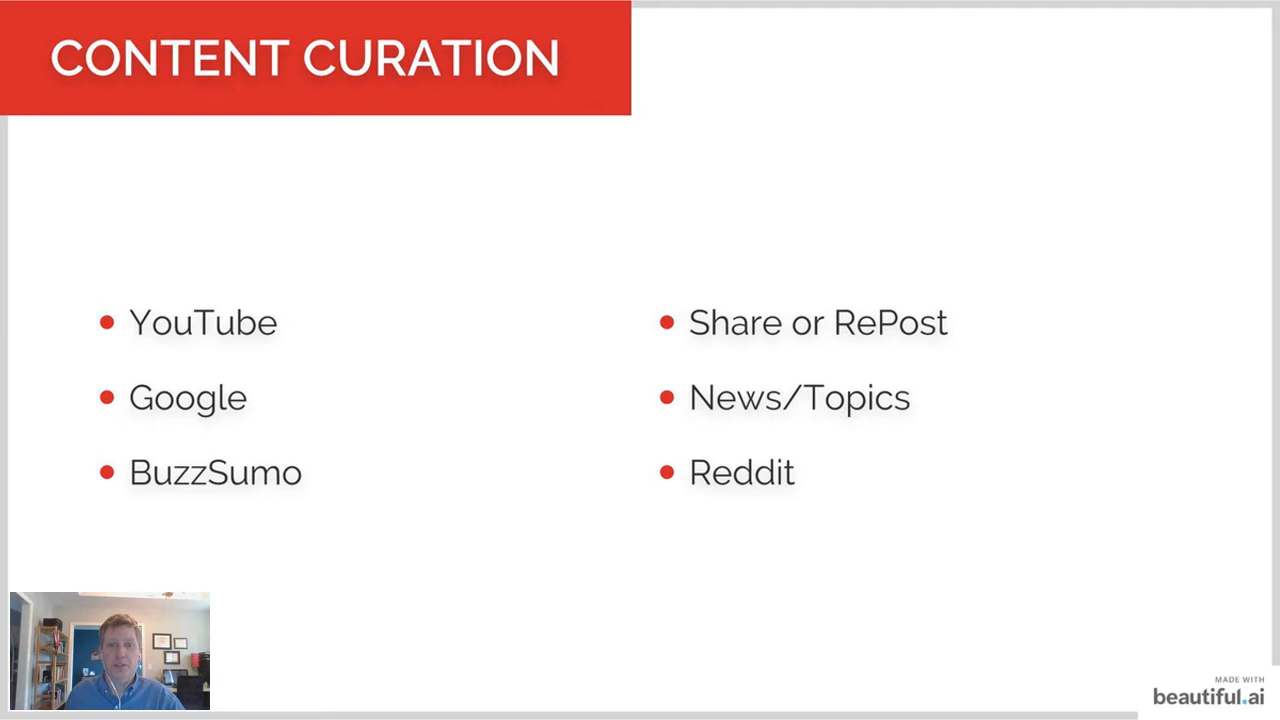 CONTENT CURATION
YouTube
Google
BuzzSumo
Share or RePost
News/Topics
Reddit
MADE WITH
beautiful.ai